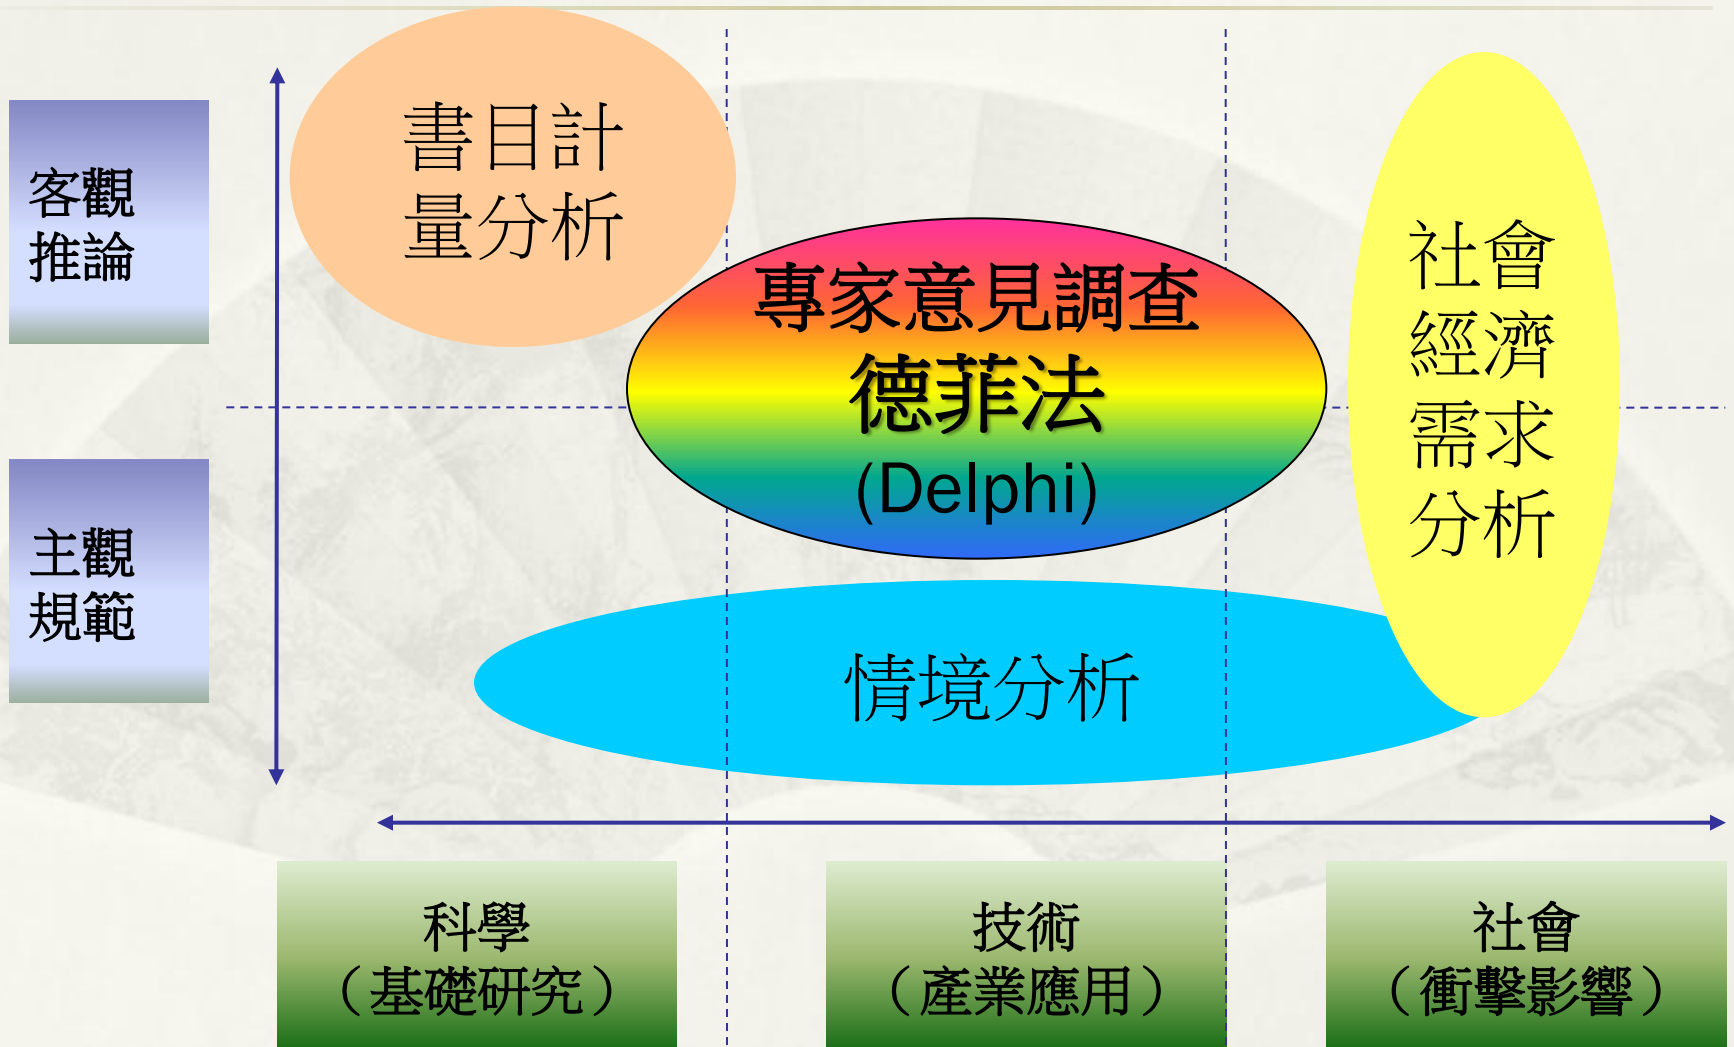 客觀
推論
主觀
規範
書目計
量分析
專家意見調查
德菲法
(Delphi)
社會
經濟
需求
分析
情境分析
科學
（基礎研究）
技術
（產業應用）
社會
（衝擊影響）